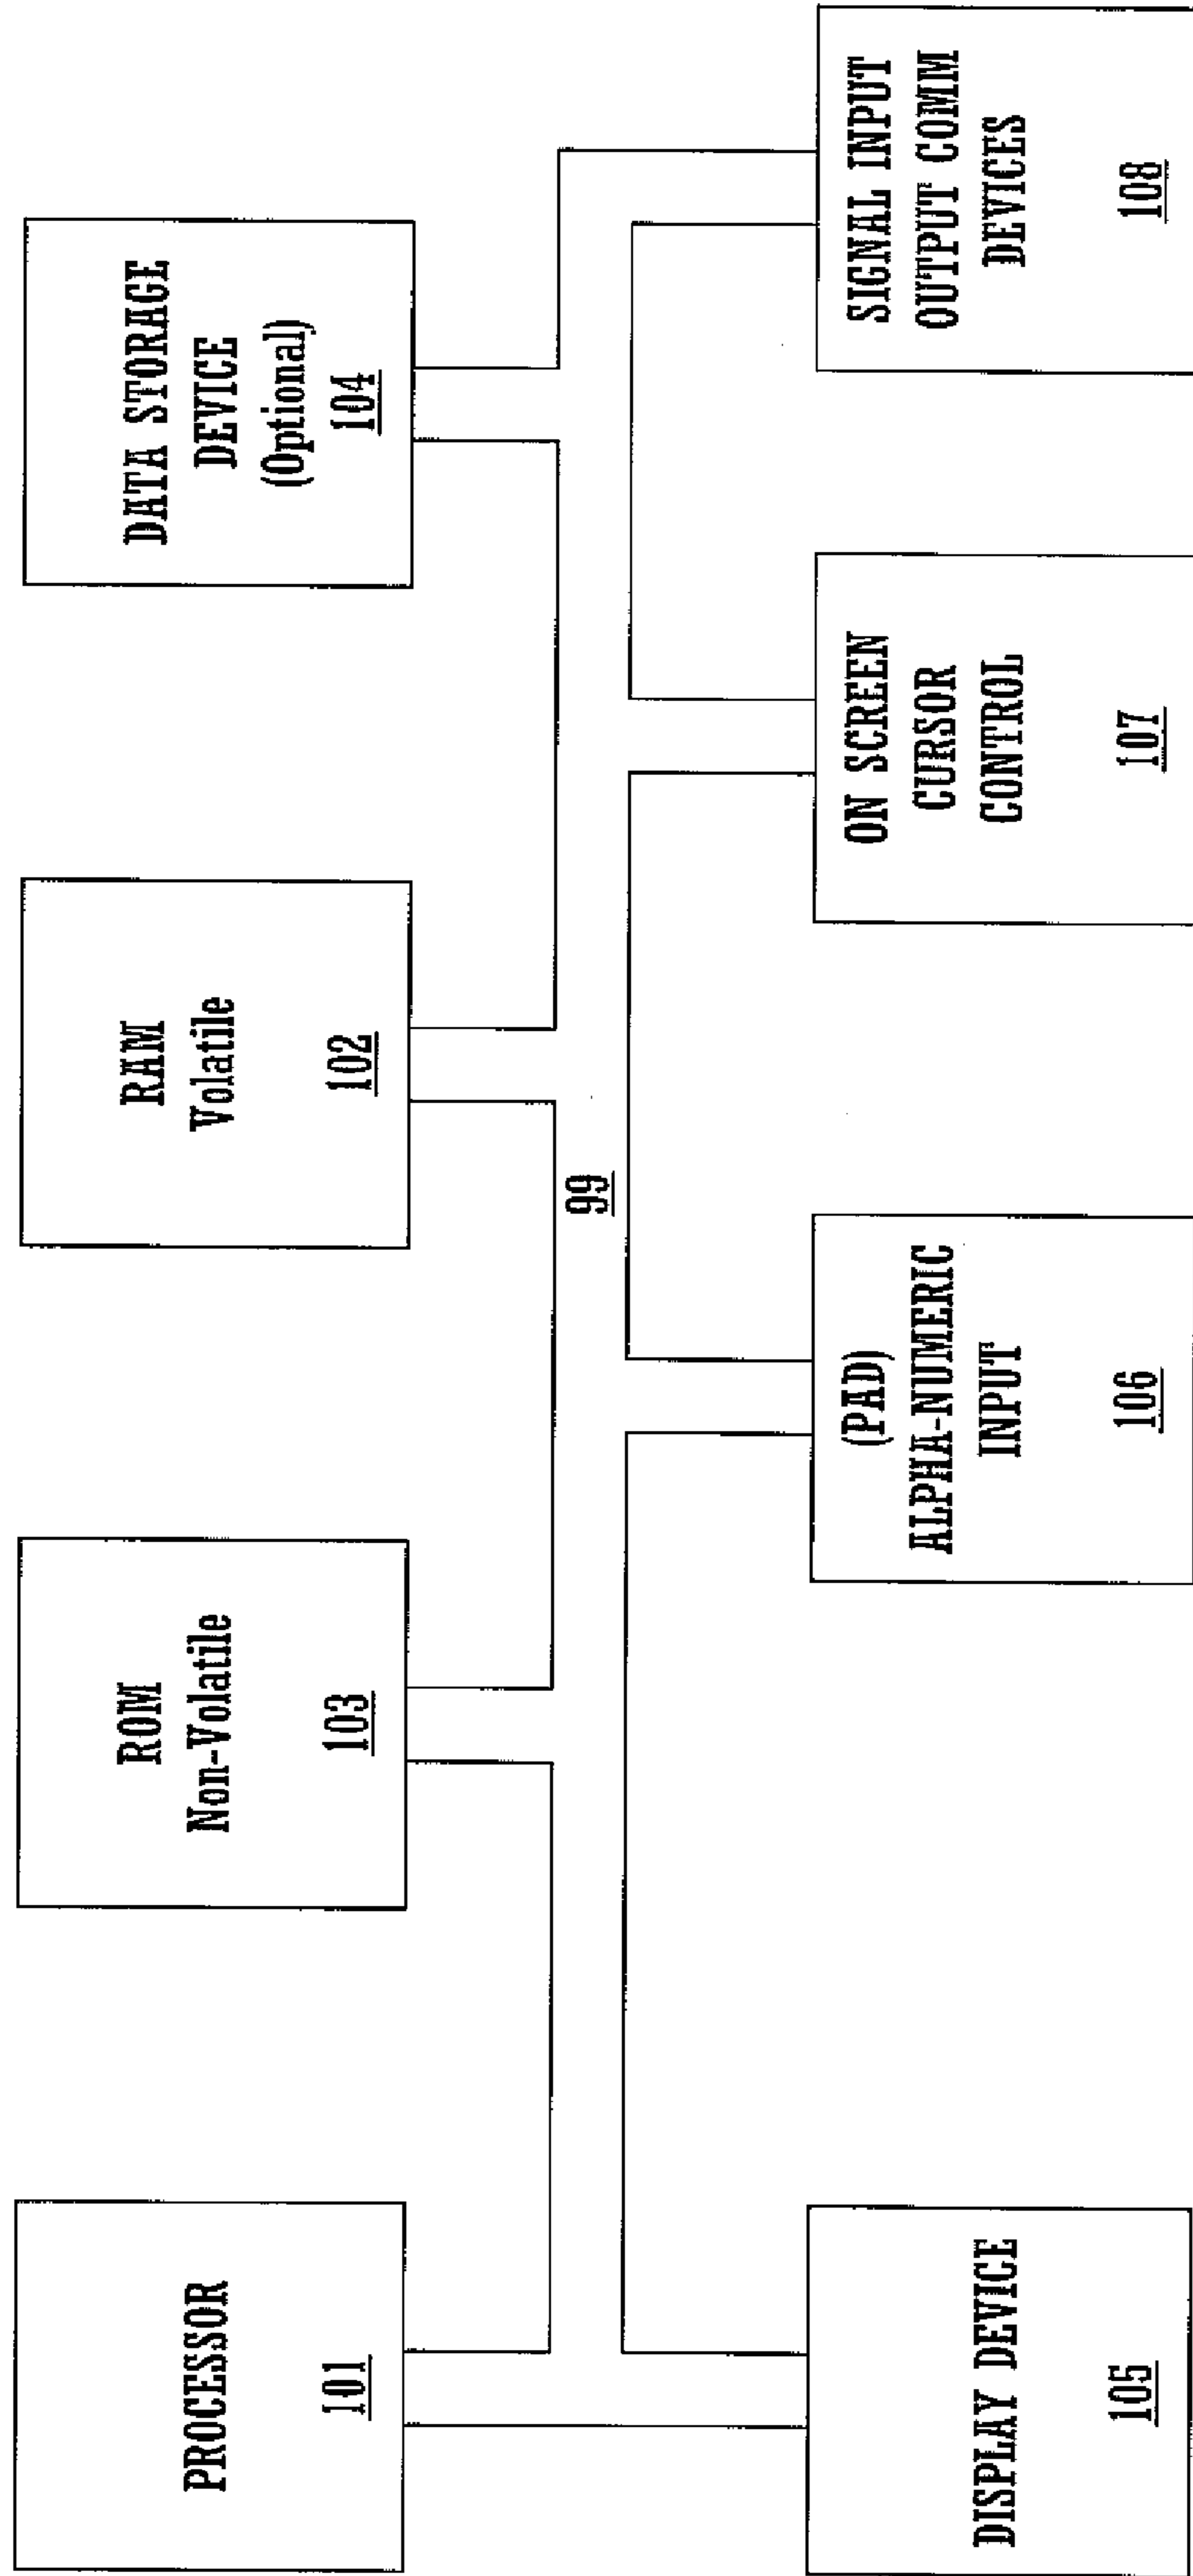 PROCESSOR
101
ROM
Non-Volatile
103
RAM
Volatile
102
DATA STORAGE
DEVICE
(Optional)
104
99
DISPLAY DEVICE
105
(PAD)
ALPHA-NUMERIC
INPUT
106
ON SCREEN
CURSOR
CONTROL
107
SIGNAL INPUT
OUTPUT COMM
DEVICES
108